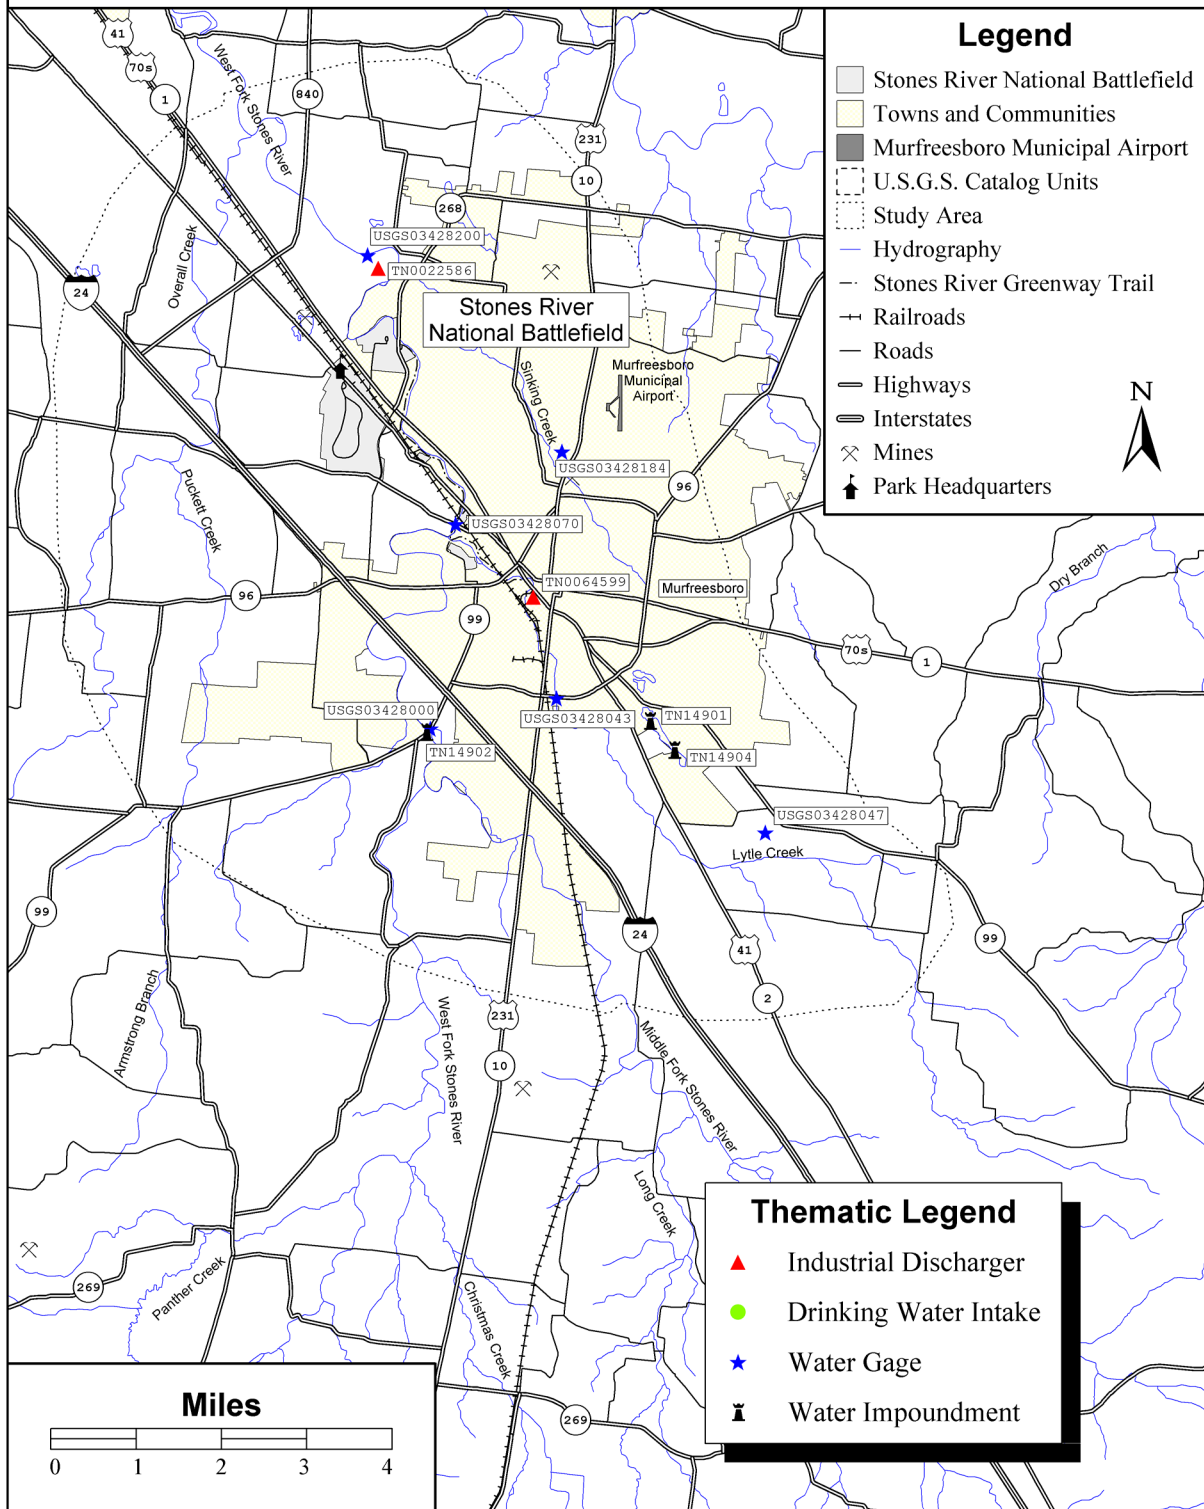 Legend
Stones River National Battlefield
Towns and Communities
Murfreesboro Municipal Airport
U.S.G.S. Catalog Units
Study Area
Hydrography
Stones River Greenway Trail
Railroads
Roads
Highways
Interstates
Mines
Park Headquarters
N
41
70s
1
West Fork Stones River
840
231
10
268
USGS03428200
TN0022586
24
Overall Creek
Stones River
National Battlefield
Sinking Creek
Murfreesboro
Municipal
Airport
USGS03428184
96
Puckett Creek
USGS03428070
TN0064599
Murfreesboro
Dry Branch
96
99
70s
1
USGS03428000
TN14902
USGS03428043
TN14901
TN14904
USGS03428047
Lytle Creek
99
24
41
99
2
Armstrong Branch
West Fork Stones River
231
10
Middle Fork Stones River
Long Creek
269
Panther Creek
Christmas Creek
269
Thematic Legend
Industrial Discharger
Drinking Water Intake
Water Gage
Water Impoundment
Miles
0 1 2 3 4